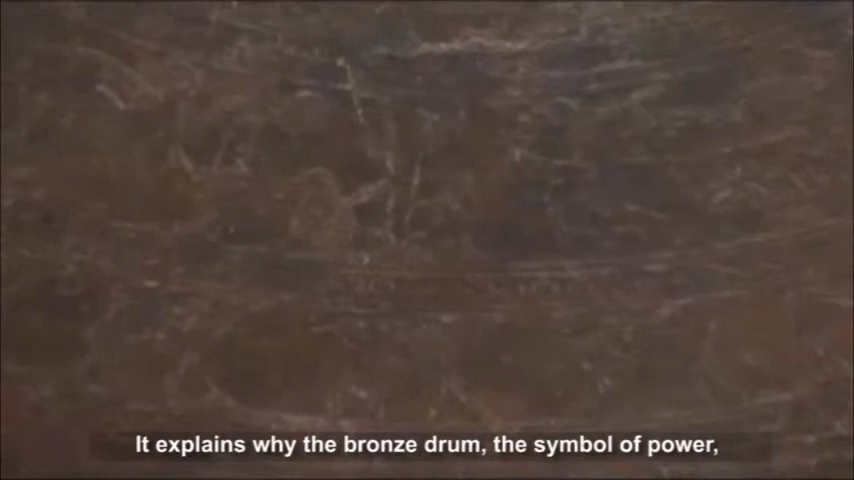 It explains why the bronze drum, the symbol of power,